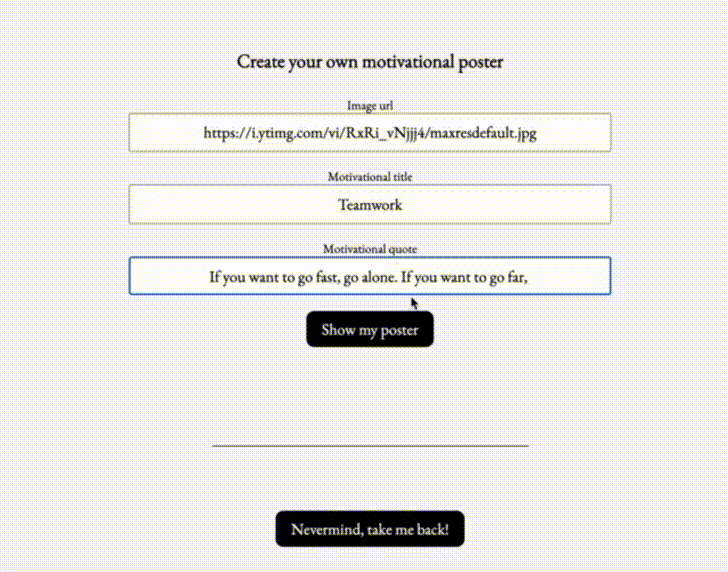 Create your own motivational poster
Image url
https://i.ytimg.com/vi/RxRi_vNjjj4/maxresdefault.jpg
Motivational title
Teamwork
Motivational quote
If you want to go fast, go alone. If you want to go far,
Show my poster
Nevermind, take me back!